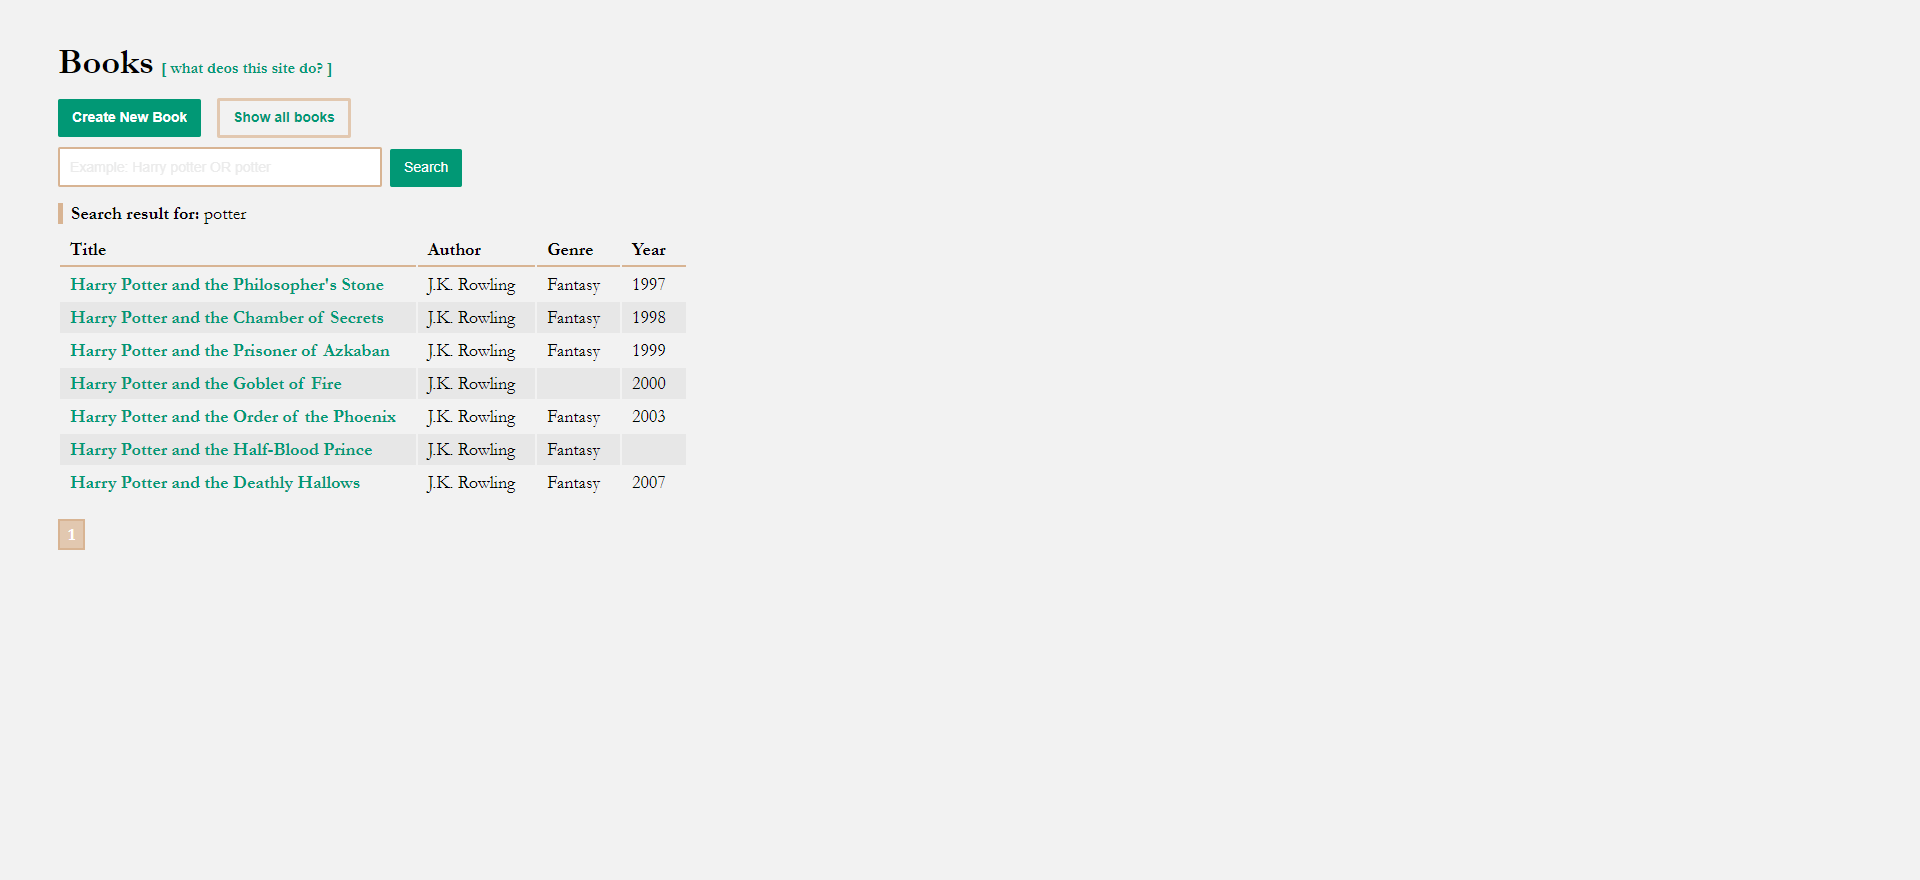 Books [ what deos this site do? ]
Create New Book Show all books
Example: Harry potter OR potter Search
Search result for: potter
Title Author Genre Year
Harry Potter and the Philosopher's Stone J.K. Rowling Fantasy 1997
Harry Potter and the Chamber of Secrets J.K. Rowling Fantasy 1998
Harry Potter and the Prisoner of Azkaban J.K. Rowling Fantasy 1999
Harry Potter and the Goblet of Fire J.K. Rowling 2000
Harry Potter and the Order of the Phoenix J.K. Rowling Fantasy 2003
Harry Potter and the Half-Blood Prince J.K. Rowling Fantasy
Harry Potter and the Deathly Hallows J.K. Rowling Fantasy 2007
1